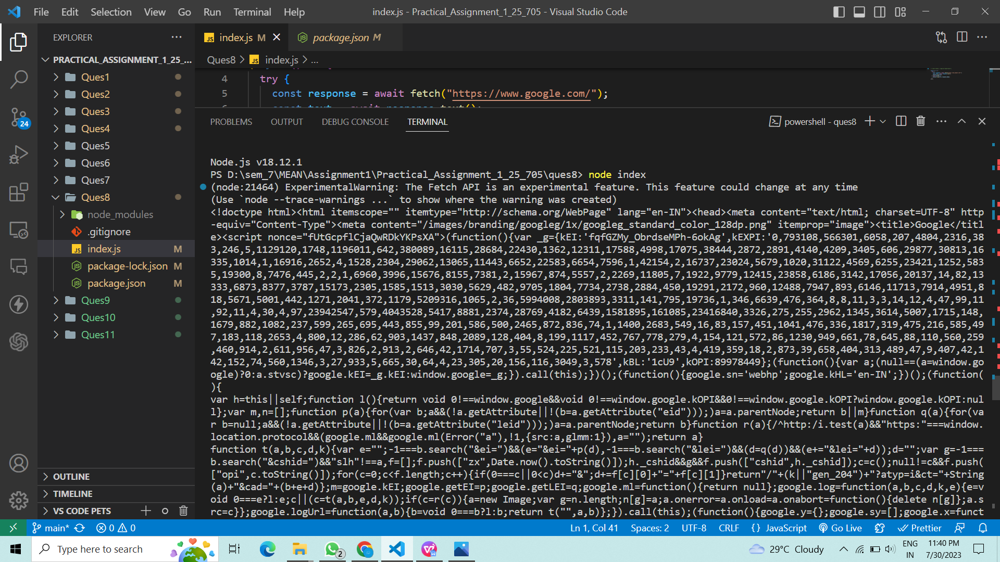 File Edit Selection View Go Run Terminal Help
index.js - Practical_Assignment_1_25_705 - Visual Studio Code
EXPLORER
PRACTICAL_ASSIGNMENT_1_25_...
Ques1
Ques2
Ques3
Ques4
Ques5
Ques6
Ques7
Ques8
node_modules
.gitignore
index.js M
package-lock.json M
package.json M
Ques9
Ques10
Ques11
OUTLINE
TIMELINE
VS CODE PETS
24
index.js M
package.json M
Ques8 > index.js > ...
4 try {
5 const response = await fetch("https://www.google.com/");
PROBLEMS OUTPUT DEBUG CONSOLE TERMINAL
powershell - ques8
Node.js v18.12.1
PS D:\sem_7\MEAN\Assignment1\Practical_Assignment_1_25_705\ques8> node index
(node:21464) ExperimentalWarning: The Fetch API is an experimental feature. This feature could change at any time
(Use `node --trace-warnings ...` to show where the warning was created)
<!doctype html><html itemscope="" itemtype="http://schema.org/WebPage" lang="en-IN"><head><meta content="text/html; charset=UTF-8" http
-equiv="Content-Type"><meta content="/images/branding/googleg/1x/googleg_standard_color_128dp.png" itemprop="image"><title>Google</titl
e><script nonce="fUtGcpflCjaQwRDkYKPsXA">(function(){var _g={kEI:'fqfGZMy_ObrdseMPh-6okAg',kEXPI:'0,793108,566301,6058,207,4804,2316,38
3,246,5,1129120,1748,1196011,642,380089,16115,28684,22430,1362,12311,17588,4998,17075,38444,2872,2891,4140,4209,3405,606,29877,30813,16
335,1014,1,16916,2652,4,1528,2304,29062,13065,11443,6652,22583,6654,7596,1,42154,2,16737,23024,5679,1020,31122,4569,6255,23421,1252,583
5,19300,8,7476,445,2,2,1,6960,3996,15676,8155,7381,2,15967,874,5557,2,2269,11805,7,1922,9779,12415,23858,6186,3142,17056,20137,14,82,13
333,6873,8377,3787,15173,2305,1585,1513,3030,5629,482,9705,1804,7734,2738,2884,450,19291,2172,960,12488,7947,893,6146,11713,7914,4951,8
18,5671,5001,442,1271,2041,372,1179,5209316,1065,2,36,5994008,2803893,3311,141,795,19736,1,346,6639,476,364,8,8,11,3,3,14,12,4,47,99,11
,92,11,4,30,4,97,23942547,579,4043528,5417,8881,2374,28769,4182,6439,1581895,161085,23416840,3326,275,255,2962,1345,3614,5007,1715,148,
1679,882,1082,237,599,265,695,443,855,99,201,586,500,2465,872,836,74,1,1400,2683,549,16,83,157,451,1041,476,336,1817,319,475,216,585,49
7,183,118,2653,4,800,12,286,62,903,1437,848,2089,128,404,8,199,1117,452,767,778,279,4,154,121,572,86,1230,949,661,78,645,88,110,560,259
,460,914,2,611,956,47,3,826,2,913,2,646,42,1714,707,3,55,524,225,521,115,203,233,43,4,419,359,18,2,873,39,658,404,313,489,47,9,407,42,1
42,152,74,560,1346,3,27,933,5,665,30,64,4,23,305,20,156,116,3049,3,578',kBL:'1cU9',kOPI:89978449};(function(){var a;(null==(a=window.go
ogle)?0:a.stvsc)?google.kEI=_g.kEI:window.google=_g;}).call(this);})();(function(){google.sn='webhp';google.kHL='en-IN';})();(function(
){
var h=this||self;function l(){return void 0!==window.google&&void 0!==window.google.kOPI&&0!==window.google.kOPI?window.google.kOPI:nul
l};var m,n=[];function p(a){for(var b;a&&(!a.getAttribute||!(b=a.getAttribute("eid")));)a=a.parentNode;return b||m}function q(a){for(va
r b=null;a&&(!a.getAttribute||!(b=a.getAttribute("leid")));)a=a.parentNode;return b}function r(a){/^http:/i.test(a)&&"https:"===window.
location.protocol&&(google.ml&&google.ml(Error("a"),!1,{src:a,glmm:1}),a="");return a}
function t(a,b,c,d,k){var e="";-1===b.search("&ei=")&&(e="&ei="+p(d),-1===b.search("&lei=")&&(d=q(d))&&(e+="&lei="+d));d="";var g=-1===
b.search("&cshid=")&&"slh"!==a,f=[];f.push(["zx",Date.now().toString()]);h._cshid&&g&&f.push(["cshid",h._cshid]);c=c();null!=c&&f.push(
["opi",c.toString()]);for(c=0;c<f.length;c++){if(0===c||0<c)d+="&";d+=f[c][0]+"="+f[c][1]}return"/"+(k||"gen_204")+"?atyp=i&ct="+String
(a)+"&cad="+(b+e+d)};m=google.kEI;google.getEI=p;google.getLEI=q;google.ml=function(){return null};google.log=function(a,b,c,d,k,e){e=v
oid 0===e?l:e;c||(c=t(a,b,e,d,k));if(c=r(c)){a=new Image;var g=n.length;n[g]=a;a.onerror=a.onload=a.onabort=function(){delete n[g]};a.s
rc=c}};google.logUrl=function(a,b){b=void 0===b?l:b;return t("",a,b)};}).call(this);(function(){google.y={};google.sy=[];google.x=funct
main* 0 0 Ln 1, Col 41 Spaces: 2 UTF-8 CRLF {} JavaScript Go Live Prettier
Type here to search
2
29°C Cloudy
ENG
IN
11:40 PM
7/30/2023